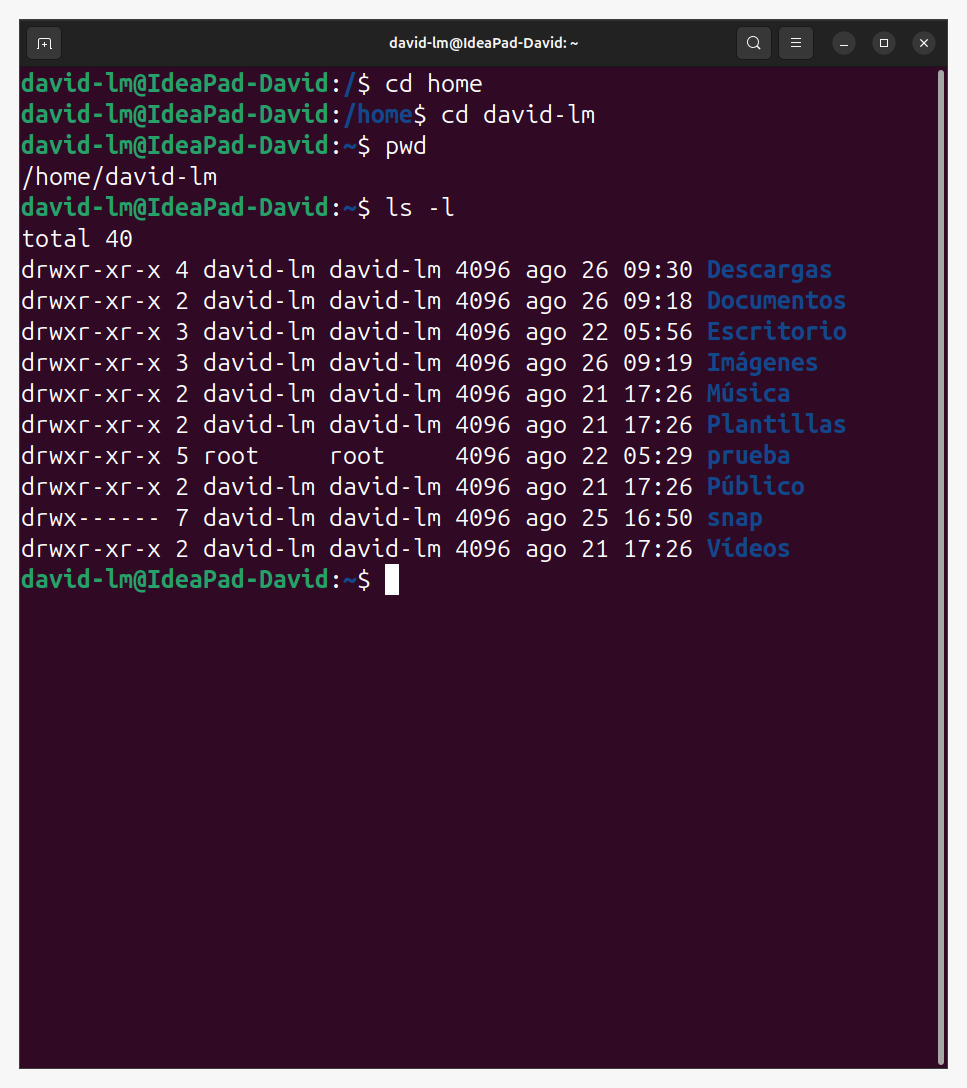 david-lm@IdeaPad-David: ~
david-lm@IdeaPad-David:/$ cd home
david-lm@IdeaPad-David:/home$ cd david-lm
david-lm@IdeaPad-David:~$ pwd
/home/david-lm
david-lm@IdeaPad-David:~$ ls -l
total 40
drwxr-xr-x 4 david-lm david-lm 4096 ago 26 09:30 Descargas
drwxr-xr-x 2 david-lm david-lm 4096 ago 26 09:18 Documentos
drwxr-xr-x 3 david-lm david-lm 4096 ago 22 05:56 Escritorio
drwxr-xr-x 3 david-lm david-lm 4096 ago 26 09:19 Imágenes
drwxr-xr-x 2 david-lm david-lm 4096 ago 21 17:26 Música
drwxr-xr-x 2 david-lm david-lm 4096 ago 21 17:26 Plantillas
drwxr-xr-x 5 root     root     4096 ago 22 05:29 prueba
drwxr-xr-x 2 david-lm david-lm 4096 ago 21 17:26 Público
drwx------ 7 david-lm david-lm 4096 ago 25 16:50 snap
drwxr-xr-x 2 david-lm david-lm 4096 ago 21 17:26 Vídeos
david-lm@IdeaPad-David:~$